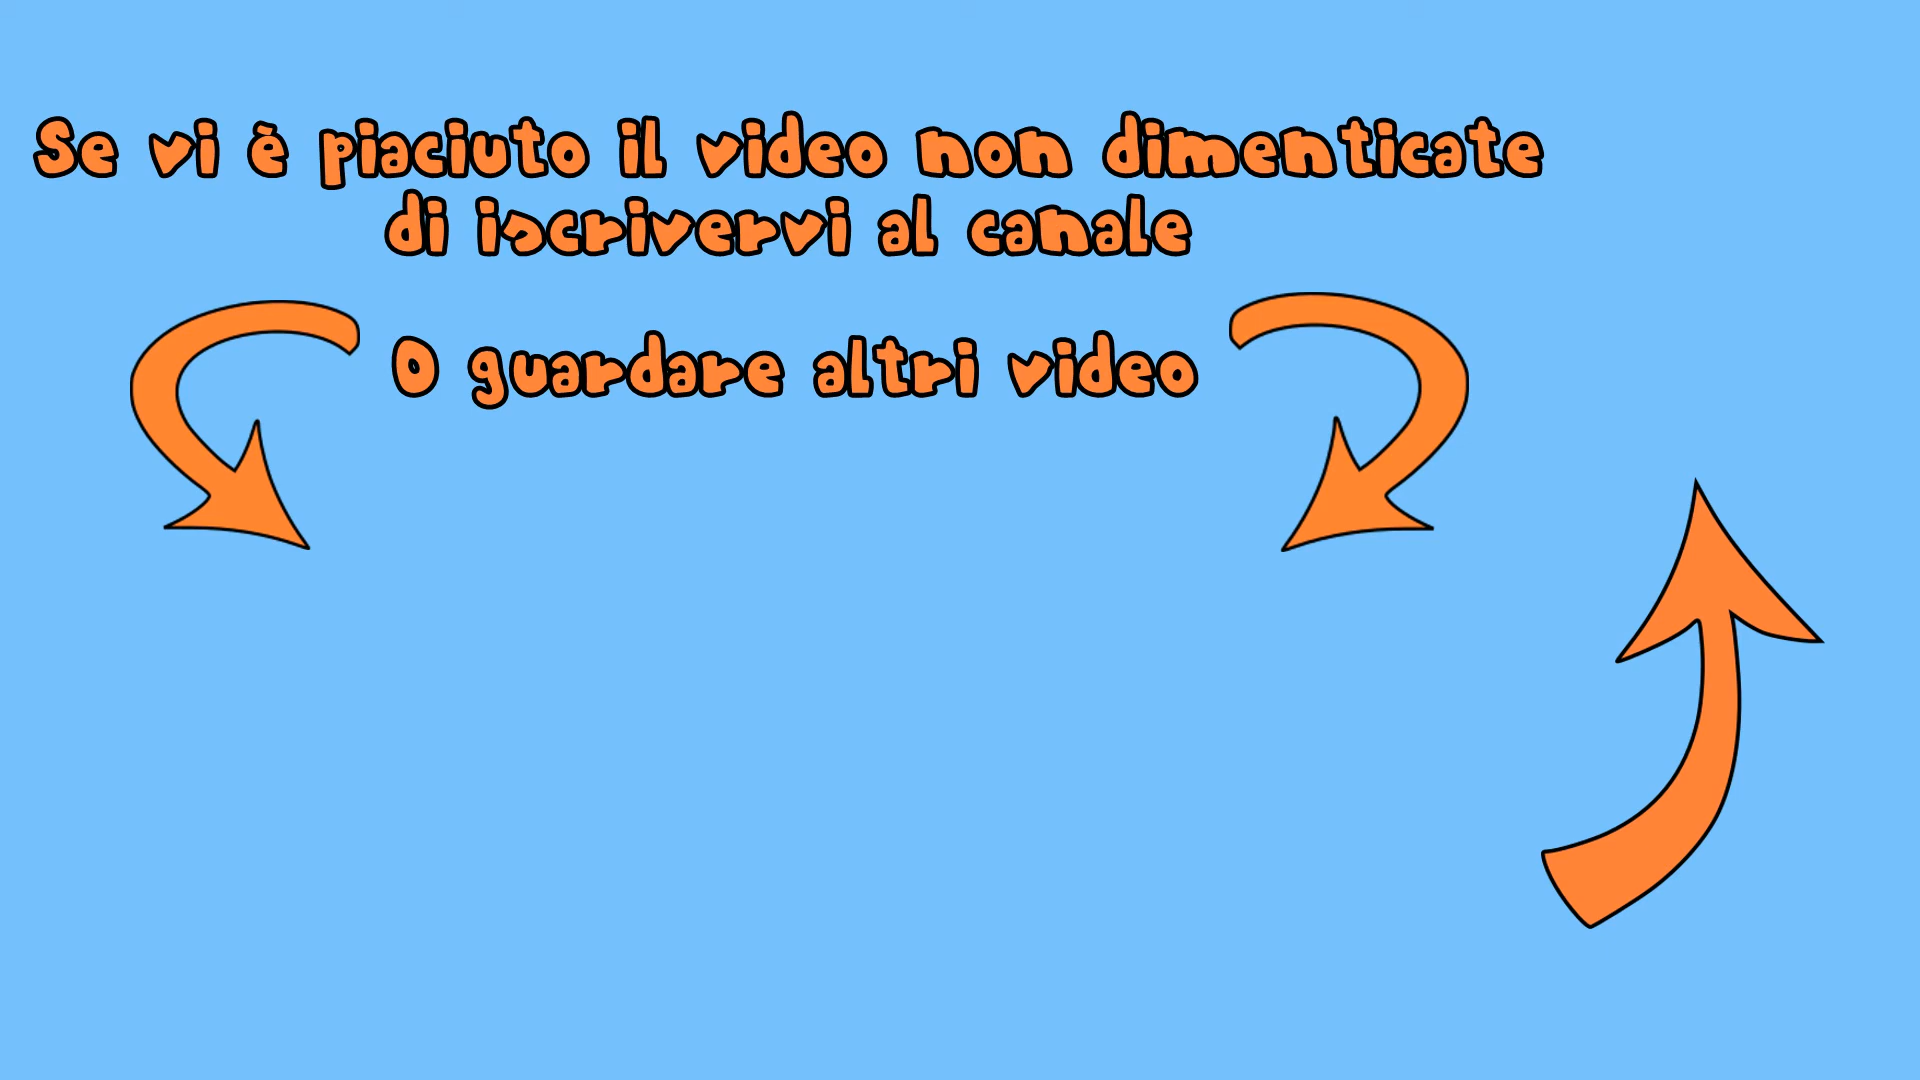 Se vi è piaciuto il video non dimenticate
di iscrivervi al canale
O guardare altri video